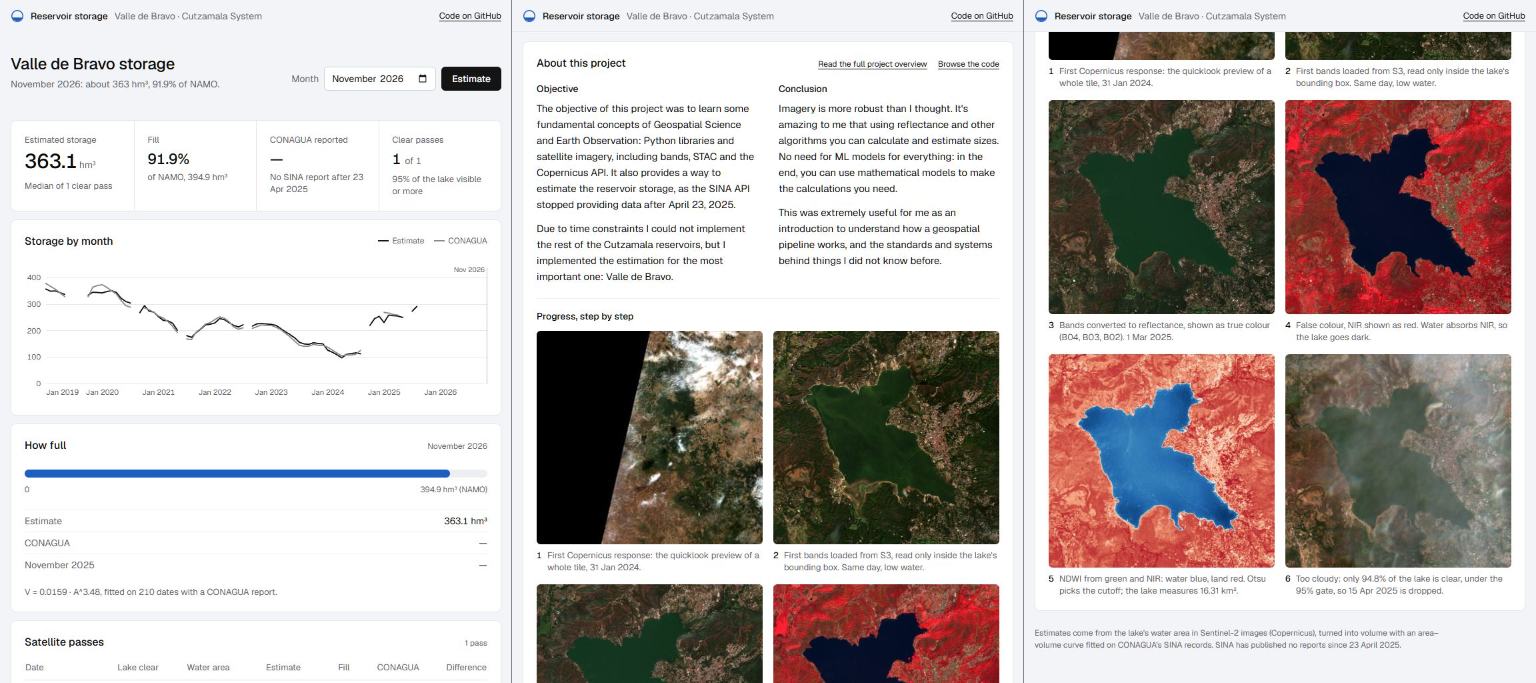 Reservoir storage Valle de Bravo · Cutzamala System Code on GitHub
Valle de Bravo storage
November 2026: about 363 hm³, 91.9% of NAMO.
Month November 2026 Estimate
Estimated storage
363.1 hm³
Median of 1 clear pass
Fill
91.9%
of NAMO, 394.9 hm³
CONAGUA reported
—
No SINA report after 23
Apr 2025
Clear passes
1 of 1
95% of the lake visible
or more
Storage by month
Estimate CONAGUA
Nov 2026
400
300
200
100
0
Jan 2019 Jan 2020 Jan 2021 Jan 2022 Jan 2023 Jan 2024 Jan 2025 Jan 2026
How full November 2026
0 394.9 hm³ (NAMO)
Estimate 363.1 hm³
CONAGUA —
November 2025 —
V = 0.0159 · A^3.48, fitted on 210 dates with a CONAGUA report.
Satellite passes 1 pass
Date Lake clear Water area Estimate Fill CONAGUA Difference
Reservoir storage Valle de Bravo · Cutzamala System Code on GitHub
About this project Read the full project overview Browse the code
Objective
The objective of this project was to learn some
fundamental concepts of Geospatial Science
and Earth Observation: Python libraries and
satellite imagery, including bands, STAC and the
Copernicus API. It also provides a way to
estimate the reservoir storage, as the SINA API
stopped providing data after April 23, 2025.
Due to time constraints I could not implement
the rest of the Cutzamala reservoirs, but I
implemented the estimation for the most
important one: Valle de Bravo.
Conclusion
Imagery is more robust than I thought. It's
amazing to me that using reflectance and other
algorithms you can calculate and estimate sizes.
No need for ML models for everything: in the
end, you can use mathematical models to make
the calculations you need.
This was extremely useful for me as an
introduction to understand how a geospatial
pipeline works, and the standards and systems
behind things I did not know before.
Progress, step by step
1 First Copernicus response: the quicklook preview of a
whole tile, 31 Jan 2024.
2 First bands loaded from S3, read only inside the lake's
bounding box. Same day, low water.
Reservoir storage Valle de Bravo · Cutzamala System Code on GitHub
1 First Copernicus response: the quicklook preview of a
whole tile, 31 Jan 2024.
2 First bands loaded from S3, read only inside the lake's
bounding box. Same day, low water.
3 Bands converted to reflectance, shown as true colour
(B04, B03, B02). 1 Mar 2025.
4 False colour, NIR shown as red. Water absorbs NIR, so
the lake goes dark.
5 NDWI from green and NIR: water blue, land red. Otsu
picks the cutoff; the lake measures 16.31 km².
6 Too cloudy; only 94.8% of the lake is clear, under the
95% gate, so 15 Apr 2025 is dropped.
Estimates come from the lake's water area in Sentinel-2 images (Copernicus), turned into volume with an area–
volume curve fitted on CONAGUA's SINA records. SINA has published no reports since 23 April 2025.